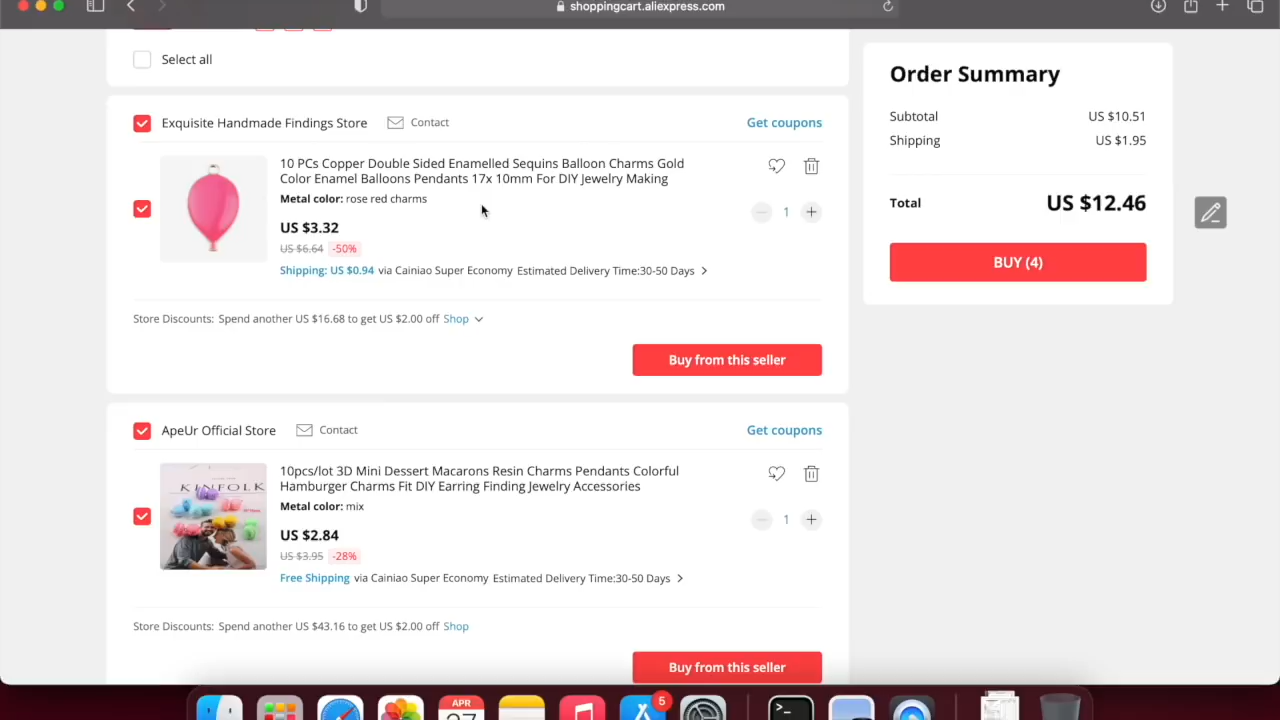 shoppingcart.aliexpress.com
Select all
Exquisite Handmade Findings Store Contact Get coupons
10 PCs Copper Double Sided Enamelled Sequins Balloon Charms Gold
Color Enamel Balloons Pendants 17x 10mm For DIY Jewelry Making
Metal color: rose red charms
1
US $3.32
US $6.64 -50%
Shipping: US $0.94 via Cainiao Super Economy Estimated Delivery Time:30-50 Days
Store Discounts: Spend another US $16.68 to get US $2.00 off Shop
Buy from this seller
ApeUr Official Store Contact Get coupons
10pcs/lot 3D Mini Dessert Macarons Resin Charms Pendants Colorful
Hamburger Charms Fit DIY Earring Finding Jewelry Accessories
KINFOLK
Metal color: mix
1
US $2.84
US $3.95 -28%
Free Shipping via Cainiao Super Economy Estimated Delivery Time:30-50 Days
Store Discounts: Spend another US $43.16 to get US $2.00 off Shop
Buy from this seller
Order Summary
Subtotal US $10.51
Shipping US $1.95
Total US $12.46
BUY (4)
APR
27
5